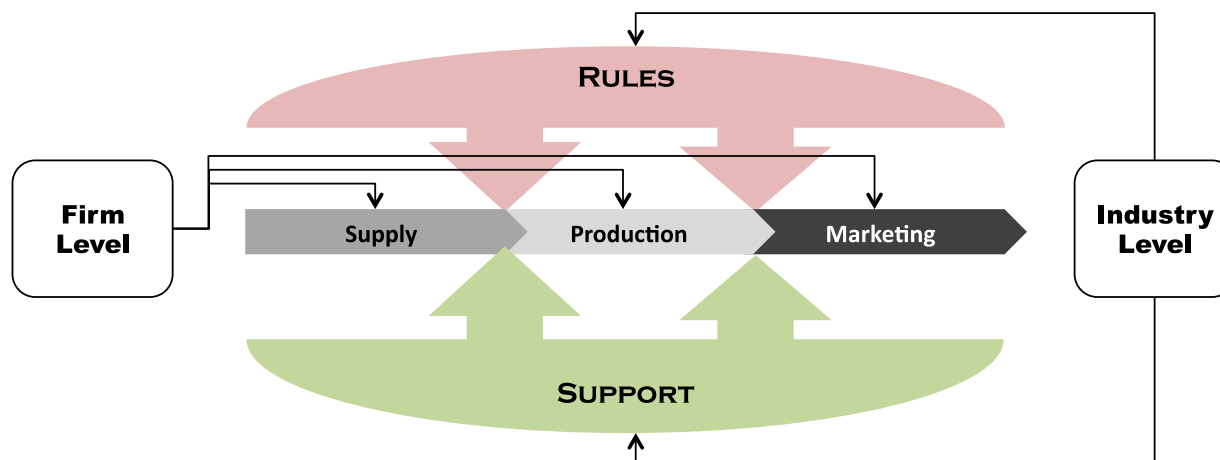 RULES
Firm
Level
Supply
Production
Marketing
Industry
Level
SUPPORT